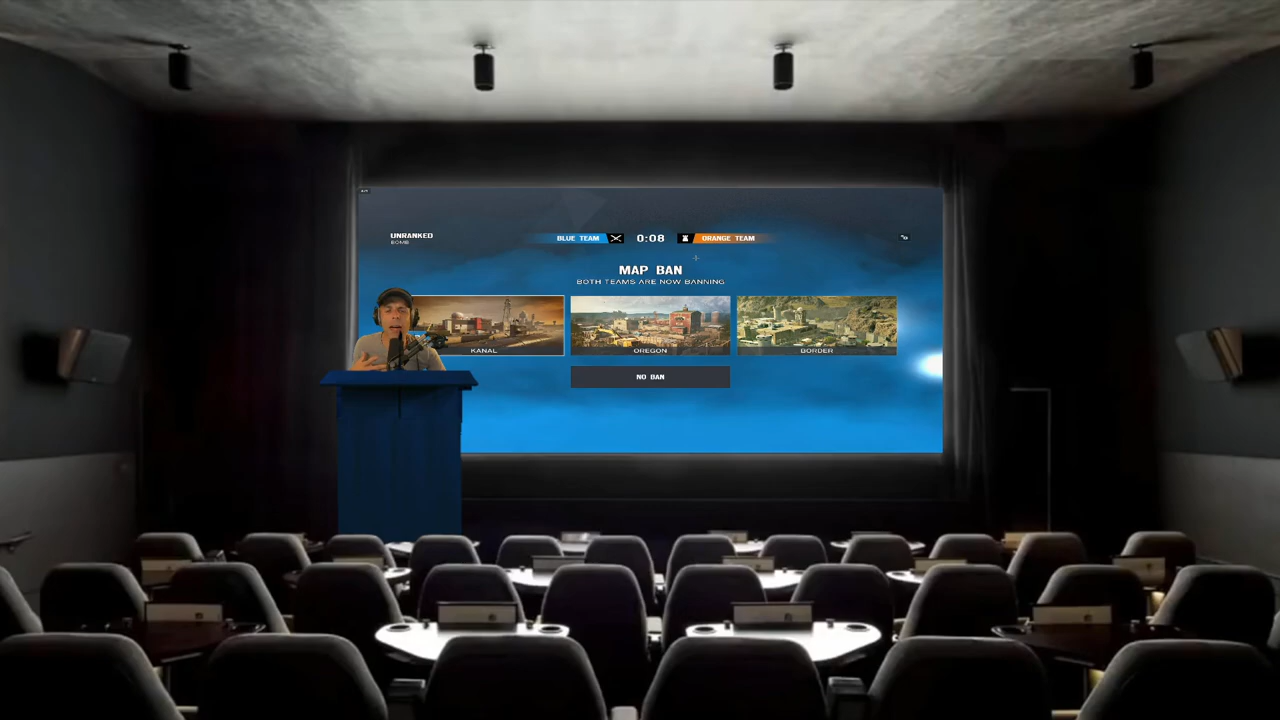 UNRANKED
BOMB
BLUE TEAM 0:08 ORANGE TEAM
MAP BAN
BOTH TEAMS ARE NOW BANNING
KANAL OREGON BORDER
NO BAN